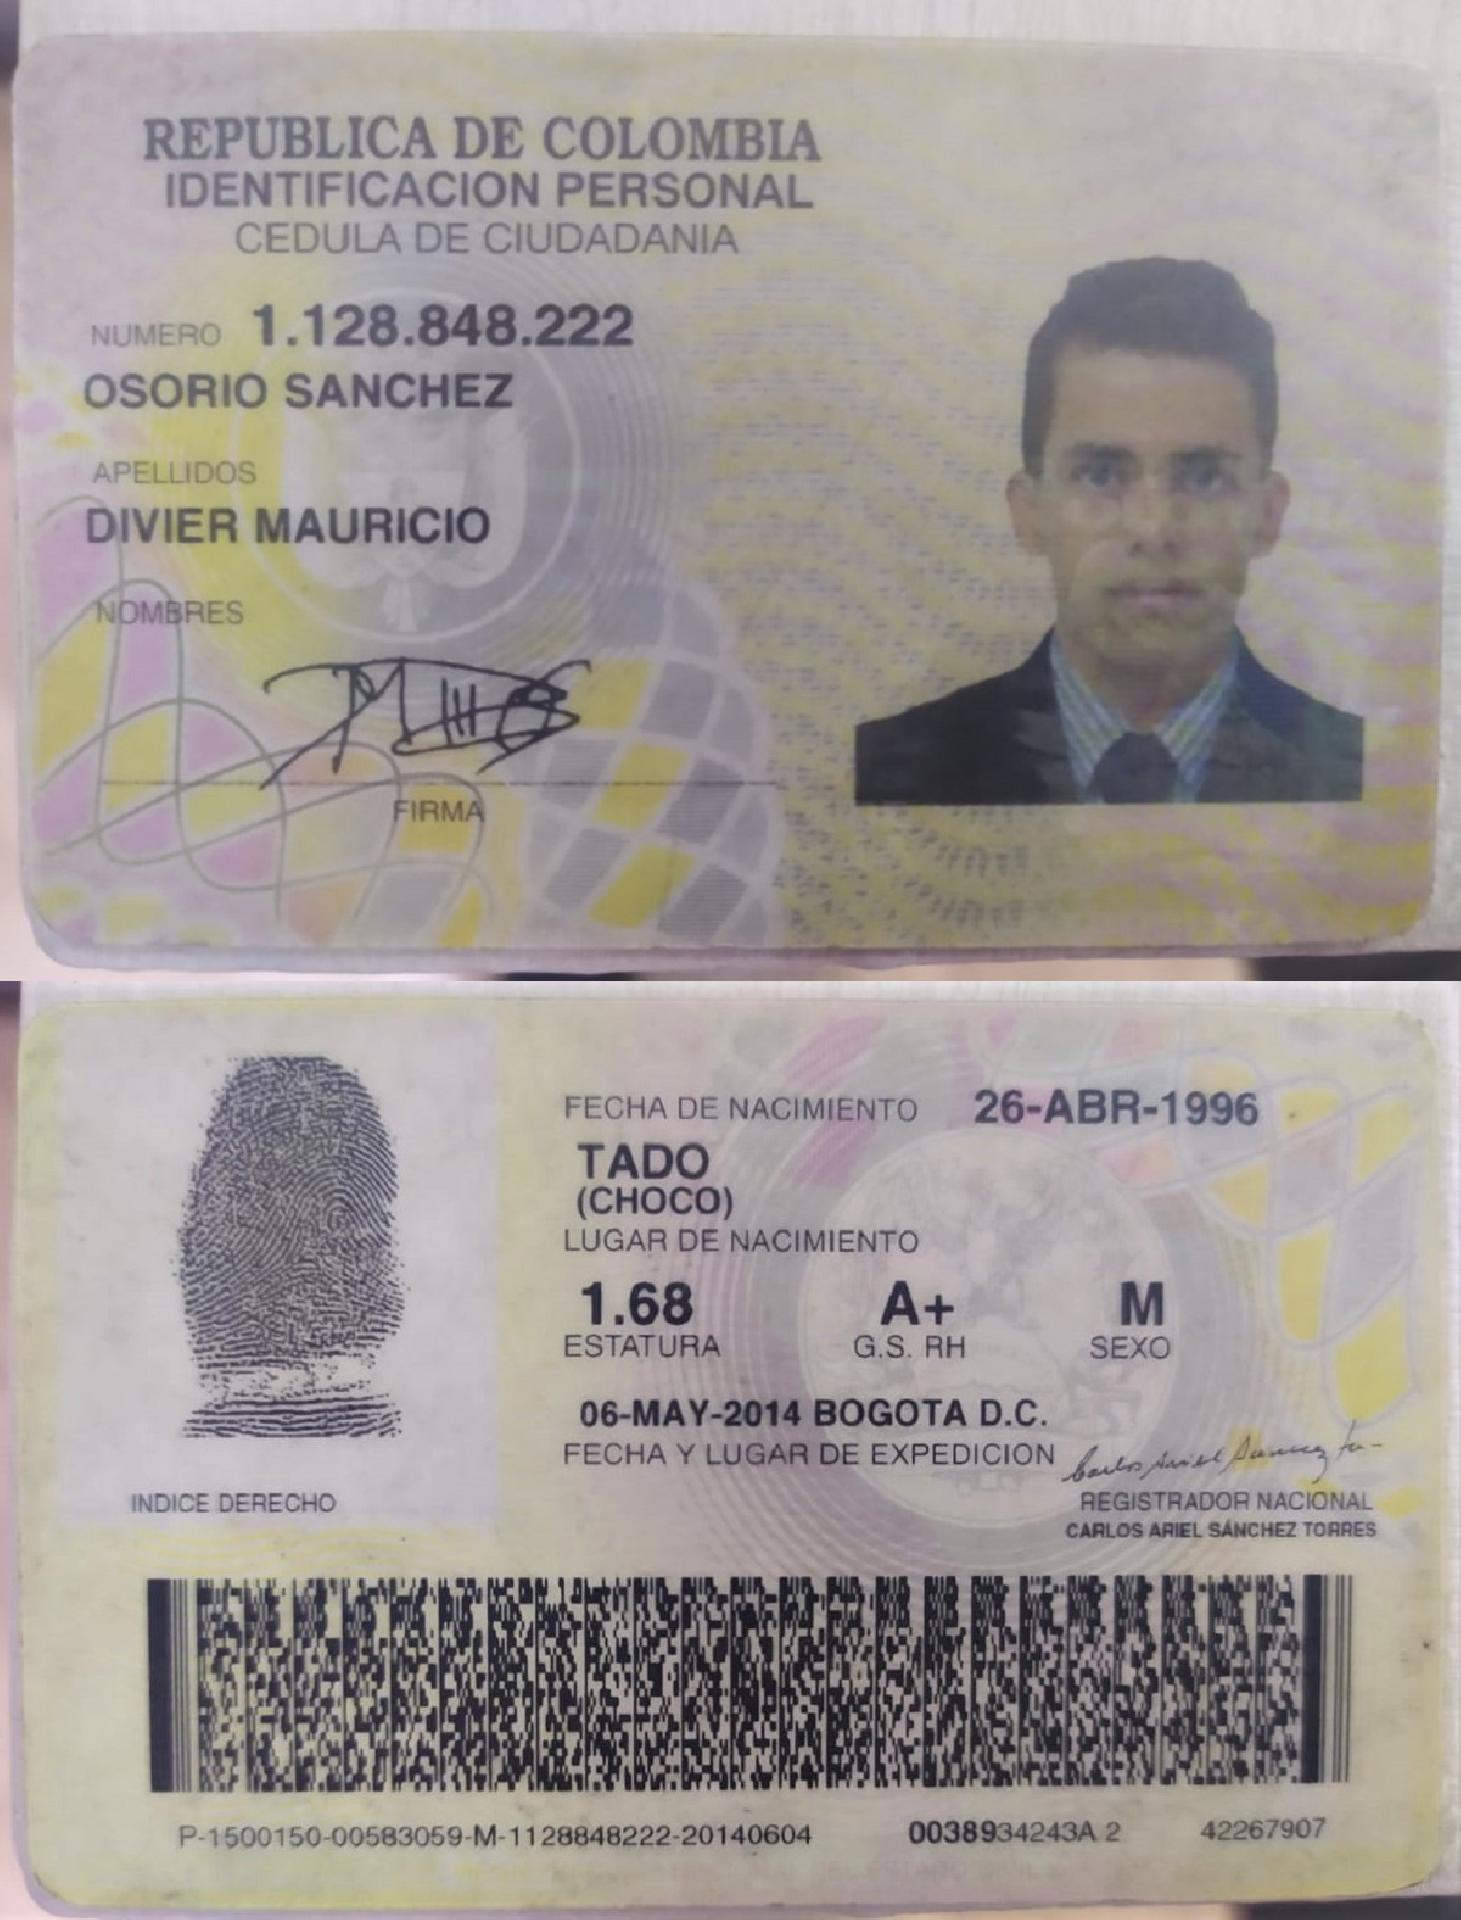 REPUBLICA DE COLOMBIA
IDENTIFICACION PERSONAL
CEDULA DE CIUDADANIA
NUMERO 1.128.848.222
OSORIO SANCHEZ
APELLIDOS
DIVIER MAURICIO
NOMBRES
FIRMA
FECHA DE NACIMIENTO 26-ABR-1996
TADO
(CHOCO)
LUGAR DE NACIMIENTO
1.68 A+ M
ESTATURA G.S. RH SEXO
06-MAY-2014 BOGOTA D.C.
FECHA Y LUGAR DE EXPEDICION
INDICE DERECHO
REGISTRADOR NACIONAL
CARLOS ARIEL SÁNCHEZ TORRES
P-1500150-00583059-M-1128848222-20140604 0038934243A 2 42267907